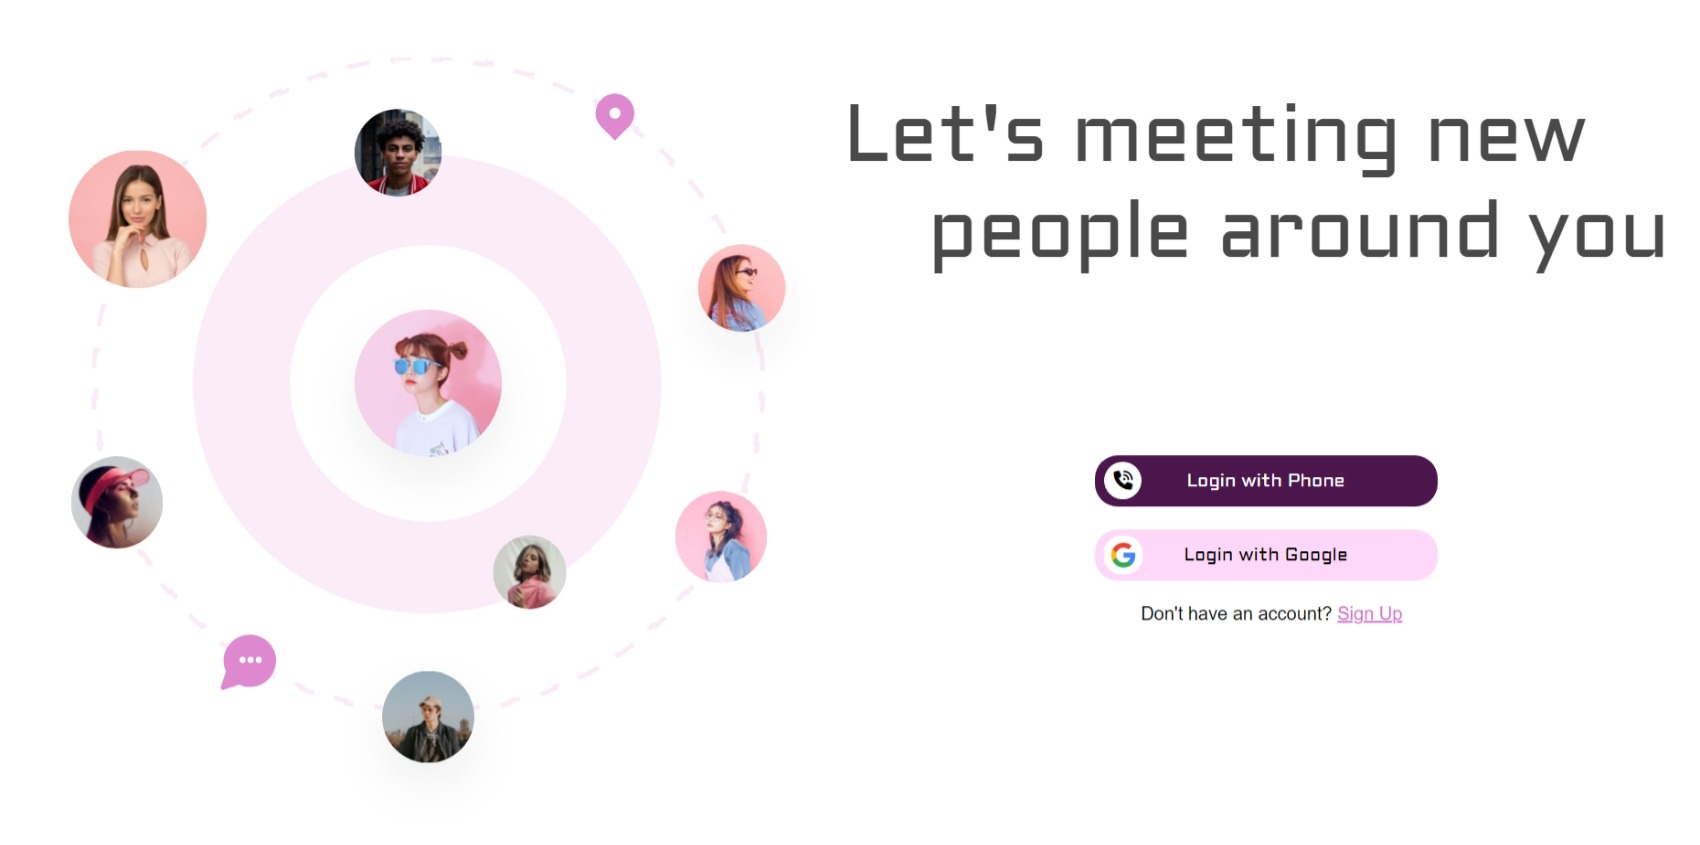 Let's meeting new
people around you
Login with Phone
Login with Google
Don't have an account? Sign Up